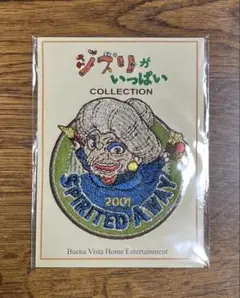 ジブリが
いっぱい
COLLECTION
2001
SPIRITED AWAY
Buena Vista Home Entertainment